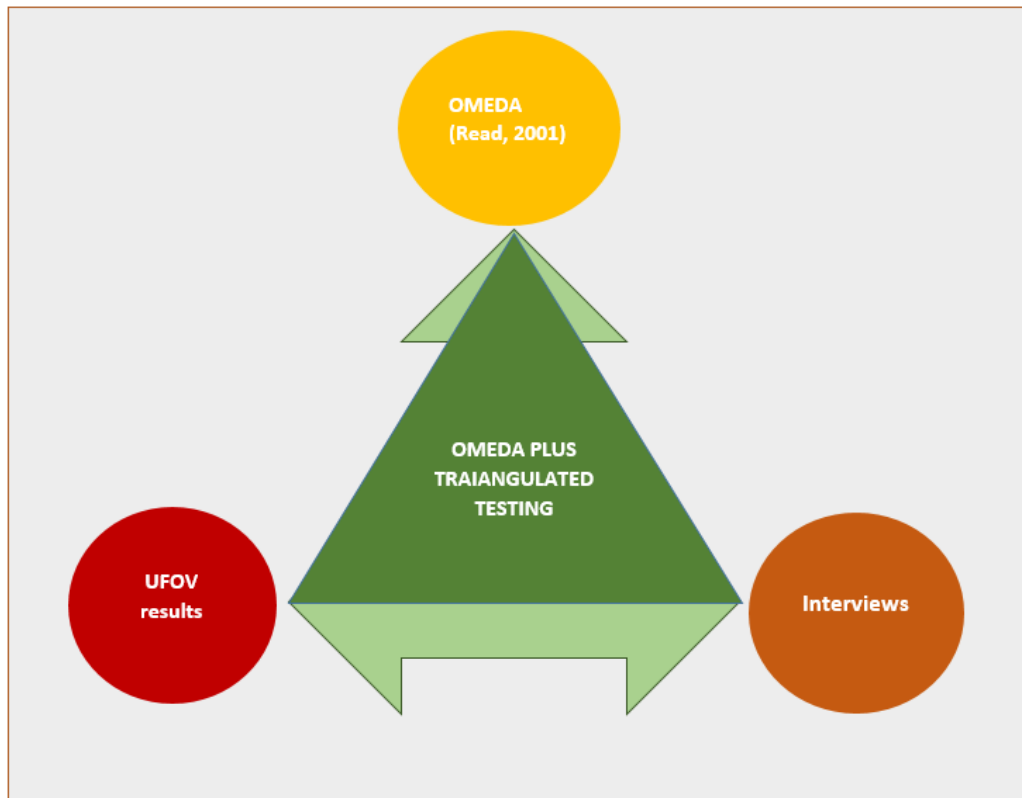 OMEDA
(Read, 2001)
OMEDA PLUS
TRAIANGULATED
TESTING
UFOV
results
Interviews